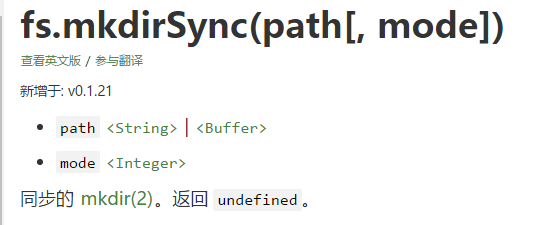 fs.mkdirSync(path[, mode])
查看英文版 / 参与翻译
新增于: v0.1.21
path <String> | <Buffer>
mode <Integer>
同步的 mkdir(2)。返回 undefined。